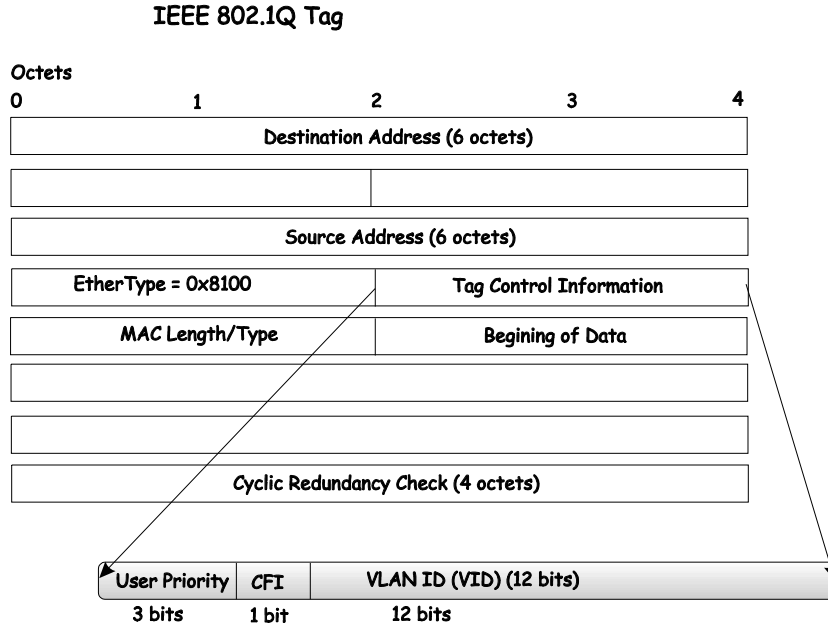 IEEE 802.1Q Tag
Octets
0 1 2 3 4
Destination Address (6 octets)
Source Address (6 octets)
EtherType = 0x8100 Tag Control Information
MAC Length/Type Begining of Data
Cyclic Redundancy Check (4 octets)
User Priority CFI VLAN ID (VID) (12 bits)
3 bits 1 bit 12 bits